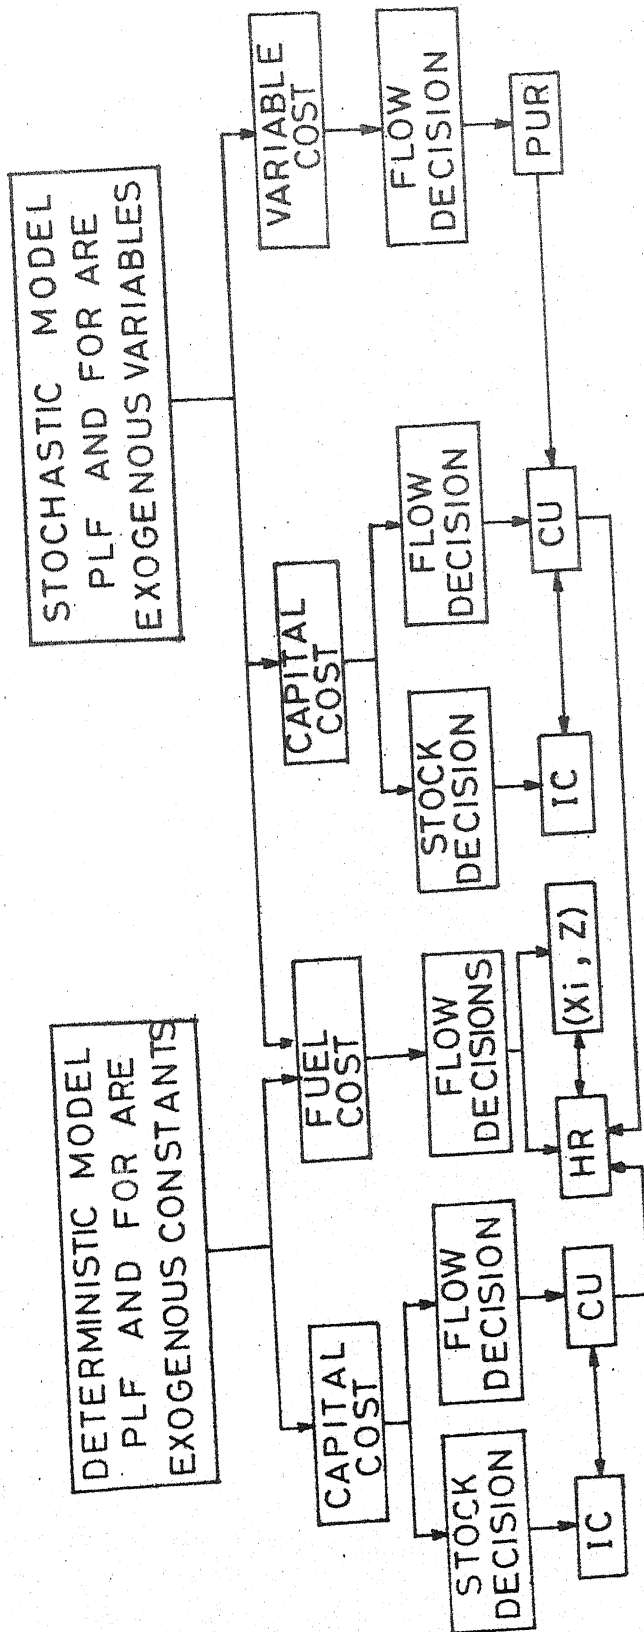 DETERMINISTIC MODEL
PLF AND FOR ARE
EXOGENOUS CONSTANTS
STOCHASTIC MODEL
PLF AND FOR ARE
EXOGENOUS VARIABLES
CAPITAL
COST
FUEL
COST
CAPITAL
COST
VARIABLE
COST
STOCK
DECISION
FLOW
DECISION
FLOW
DECISIONS
STOCK
DECISION
FLOW
DECISION
FLOW
DECISION
IC
CU
HR
(Xi, Z)
IC
CU
PUR